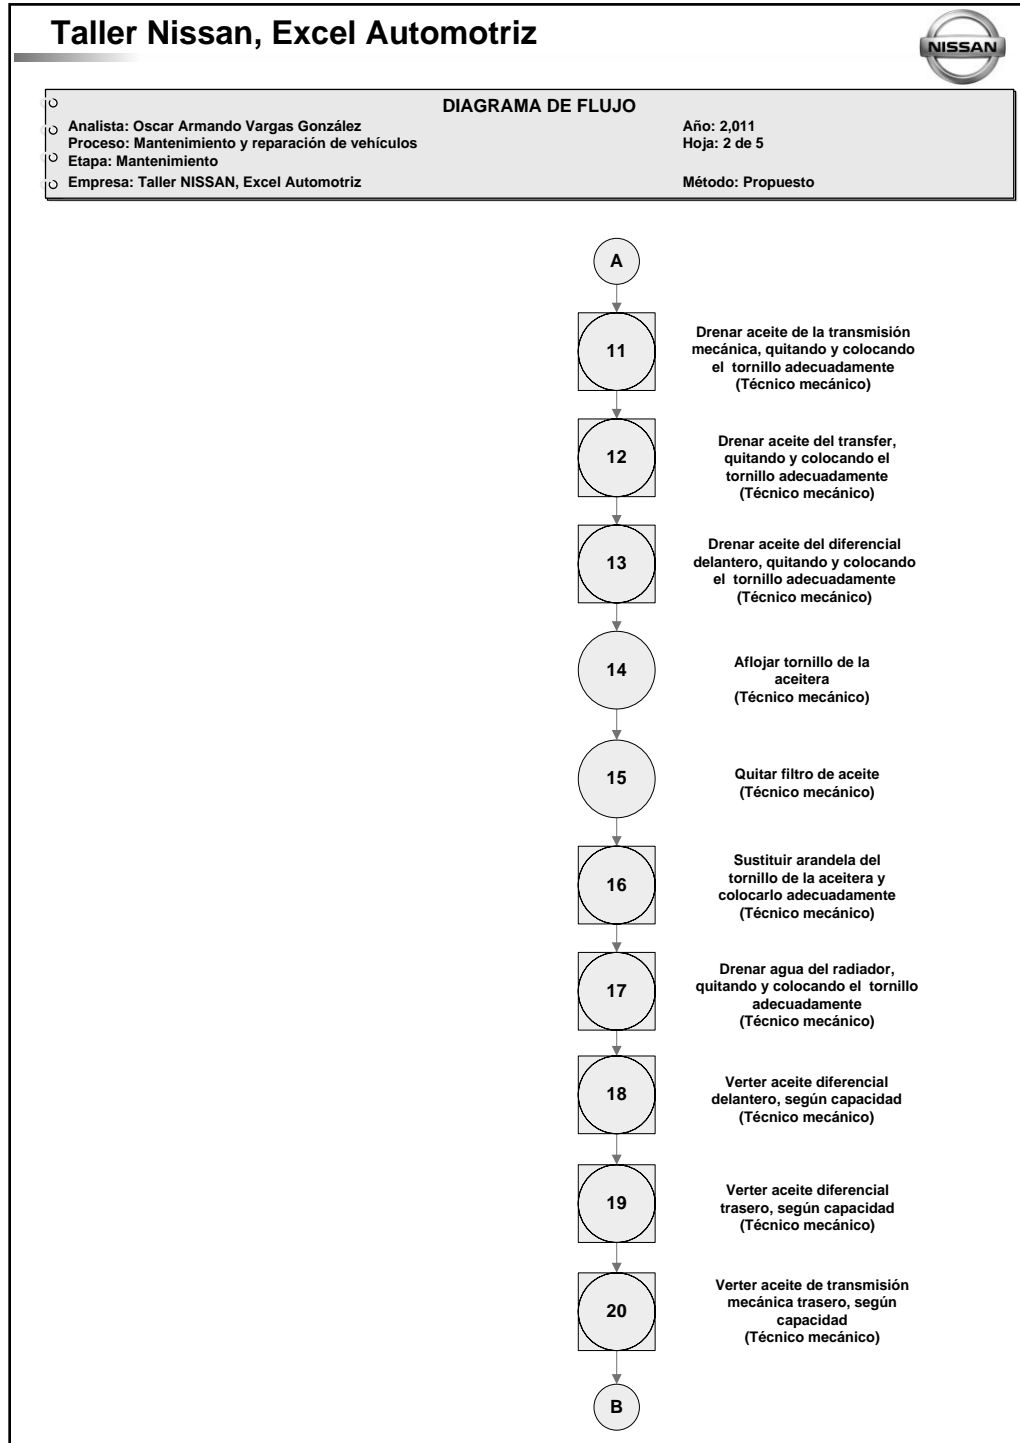 Taller Nissan, Excel Automotriz
NISSAN
DIAGRAMA DE FLUJO
Analista: Oscar Armando Vargas González
Año: 2,011
Proceso: Mantenimiento y reparación de vehículos
Hoja: 2 de 5
Etapa: Mantenimiento
Empresa: Taller NISSAN, Excel Automotriz
Método: Propuesto
A
11
Drenar aceite de la transmisión
mecánica, quitando y colocando
el tornillo adecuadamente
(Técnico mecánico)
12
Drenar aceite del transfer,
quitando y colocando el
tornillo adecuadamente
(Técnico mecánico)
13
Drenar aceite del diferencial
delantero, quitando y colocando
el tornillo adecuadamente
(Técnico mecánico)
14
Aflojar tornillo de la
aceitera
(Técnico mecánico)
15
Quitar filtro de aceite
(Técnico mecánico)
16
Sustituir arandela del
tornillo de la aceitera y
colocarlo adecuadamente
(Técnico mecánico)
17
Drenar agua del radiador,
quitando y colocando el tornillo
adecuadamente
(Técnico mecánico)
18
Verter aceite diferencial
delantero, según capacidad
(Técnico mecánico)
19
Verter aceite diferencial
trasero, según capacidad
(Técnico mecánico)
20
Verter aceite de transmisión
mecánica trasero, según
capacidad
(Técnico mecánico)
B